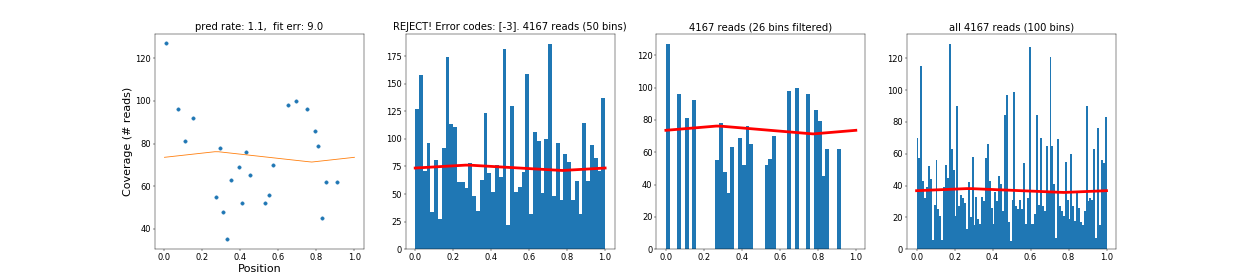 pred rate: 1.1,  fit err: 9.0
Coverage (# reads)
120
100
80
60
40
0.0 0.2 0.4 0.6 0.8 1.0
Position
REJECT! Error codes: [-3]. 4167 reads (50 bins)
175
150
125
100
75
50
25
0
0.0 0.2 0.4 0.6 0.8 1.0
4167 reads (26 bins filtered)
120
100
80
60
40
20
0
0.0 0.2 0.4 0.6 0.8 1.0
all 4167 reads (100 bins)
120
100
80
60
40
20
0
0.0 0.2 0.4 0.6 0.8 1.0